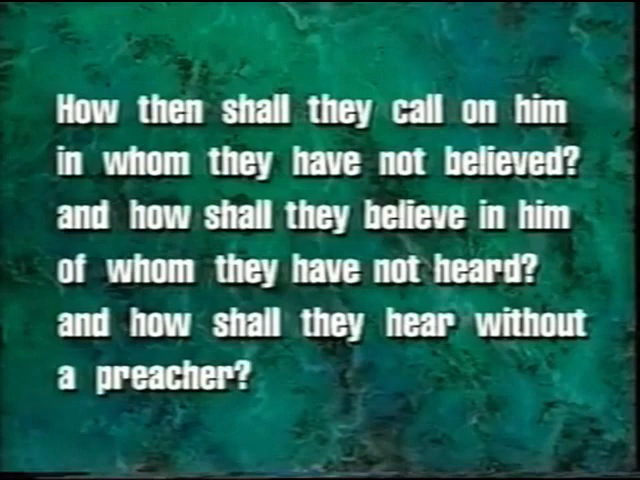 How then shall they call on him
in whom they have not believed?
and how shall they believe in him
of whom they have not heard?
and how shall they hear without
a preacher?